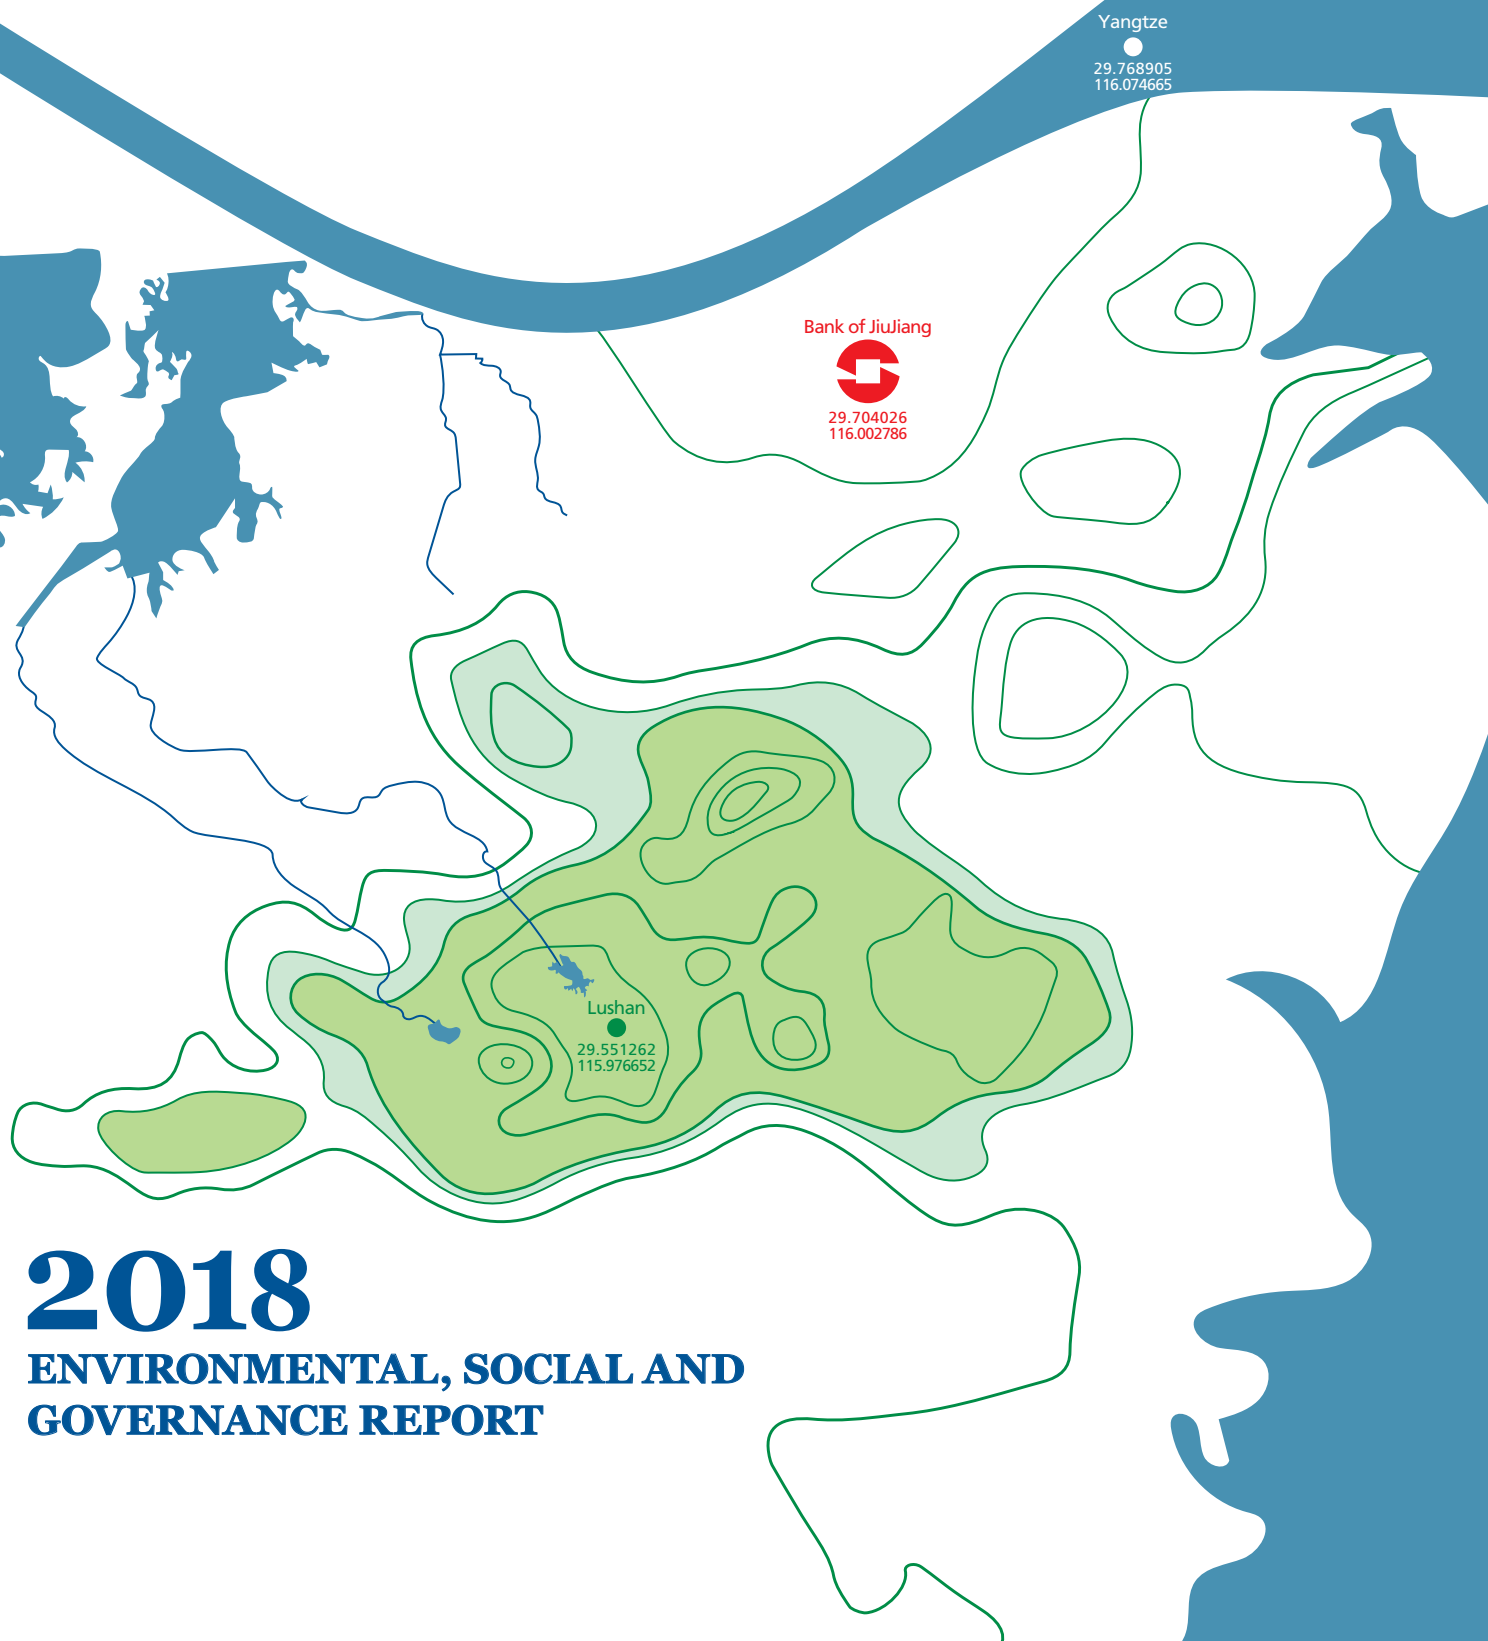 Yangtze
29.768905
116.074665
Bank of JiuJiang
29.704026
116.002786
Lushan
29.551262
115.976652
2018
ENVIRONMENTAL, SOCIAL AND
GOVERNANCE REPORT